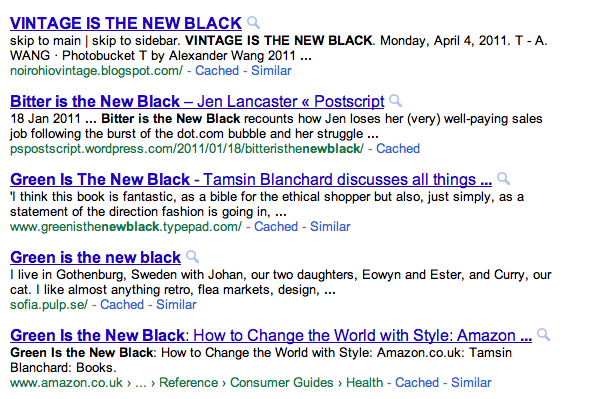 VINTAGE IS THE NEW BLACK
skip to main | skip to sidebar. VINTAGE IS THE NEW BLACK. Monday, April 4, 2011. T - A.
WANG · Photobucket T by Alexander Wang 2011 ...
noirohiovintage.blogspot.com/ - Cached - Similar
Bitter is the New Black – Jen Lancaster « Postscript
18 Jan 2011 ... Bitter is the New Black recounts how Jen loses her (very) well-paying sales
job following the burst of the dot.com bubble and her struggle ...
pspostscript.wordpress.com/2011/01/18/bitteristhenewblack/ - Cached
Green Is The New Black - Tamsin Blanchard discusses all things ...
'I think this book is fantastic, as a bible for the ethical shopper but also, just simply, as a
statement of the direction fashion is going in, ...
www.greenisthenewblack.typepad.com/ - Cached - Similar
Green is the new black
I live in Gothenburg, Sweden with Johan, our two daughters, Eowyn and Ester, and Curry, our
cat. I like almost anything retro, flea markets, design, ...
sofia.pulp.se/ - Cached - Similar
Green Is the New Black: How to Change the World with Style: Amazon ...
Green Is the New Black: How to Change the World with Style: Amazon.co.uk: Tamsin
Blanchard: Books.
www.amazon.co.uk › ... › Reference › Consumer Guides › Health - Cached - Similar